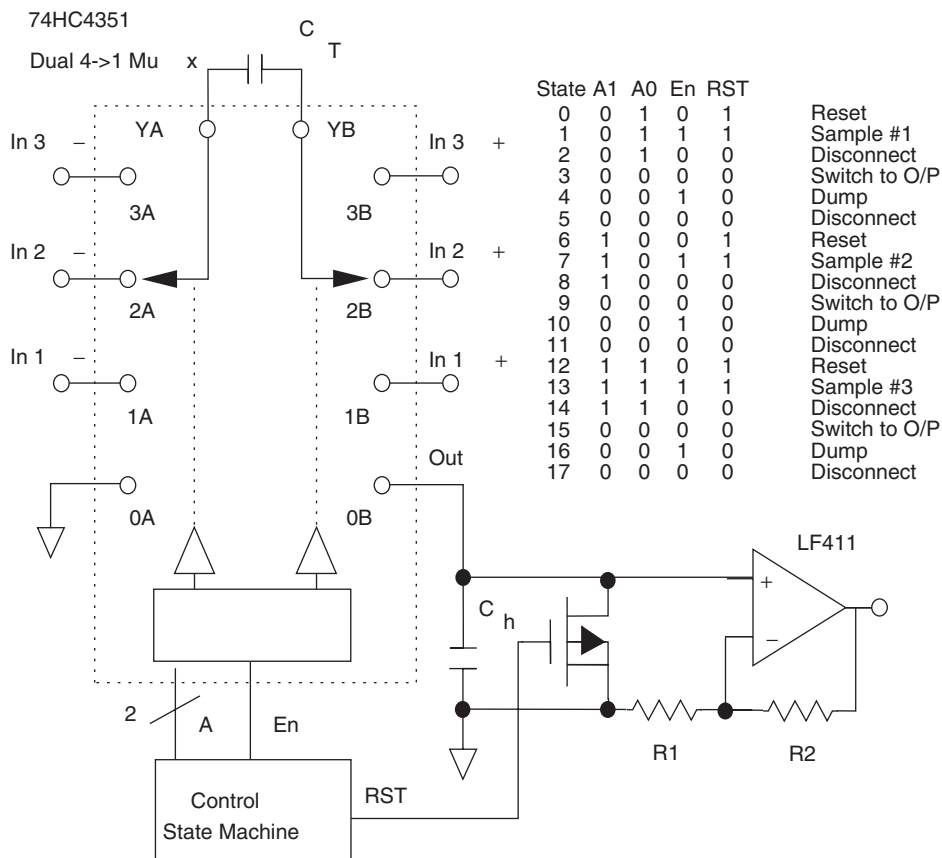 74HC4351
Dual 4->1 Mu x
C T
YA
YB
In 3 −
In 3 +
3A
3B
In 2 −
In 2 +
2A
2B
In 1 −
In 1 +
1A
1B
Out
0A
0B
State A1 A0 En RST
0 0 1 0 1 Reset
1 0 1 1 1 Sample #1
2 0 1 0 0 Disconnect
3 0 0 0 0 Switch to O/P
4 0 0 1 0 Dump
5 0 0 0 0 Disconnect
6 1 0 0 1 Reset
7 1 0 1 1 Sample #2
8 1 0 0 0 Disconnect
9 0 0 0 0 Switch to O/P
10 0 0 1 0 Dump
11 0 0 0 0 Disconnect
12 1 1 0 1 Reset
13 1 1 1 1 Sample #3
14 1 1 0 0 Disconnect
15 0 0 0 0 Switch to O/P
16 0 0 1 0 Dump
17 0 0 0 0 Disconnect
LF411
+
−
C h
R1
R2
2
A
En
RST
Control
State Machine